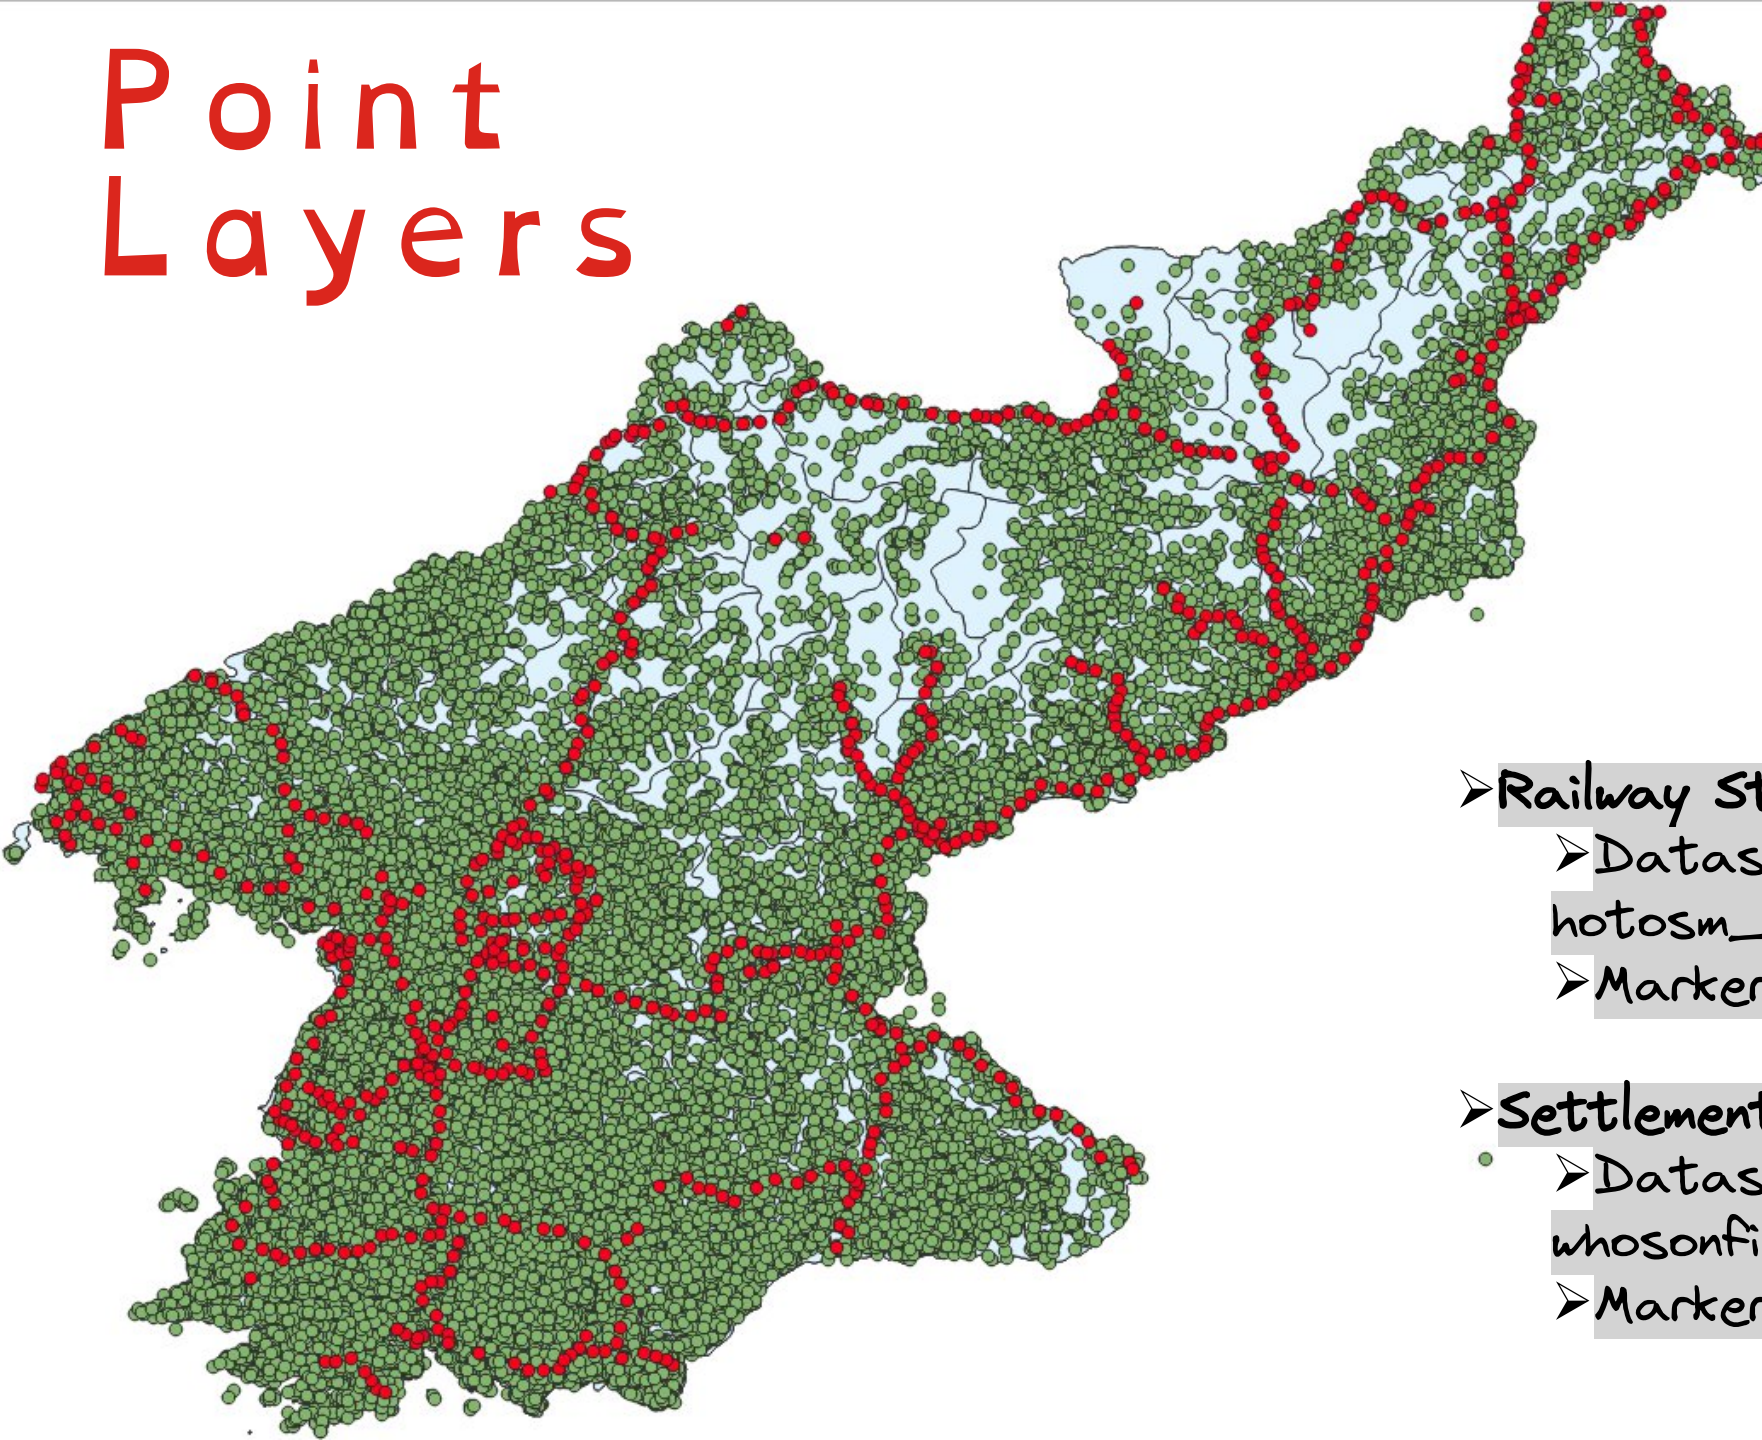 Point
Layers
➢Railway St
➢Datas
hotosm_
➢Marker
➢Settlement
➢Datas
whosonfi
➢Marker